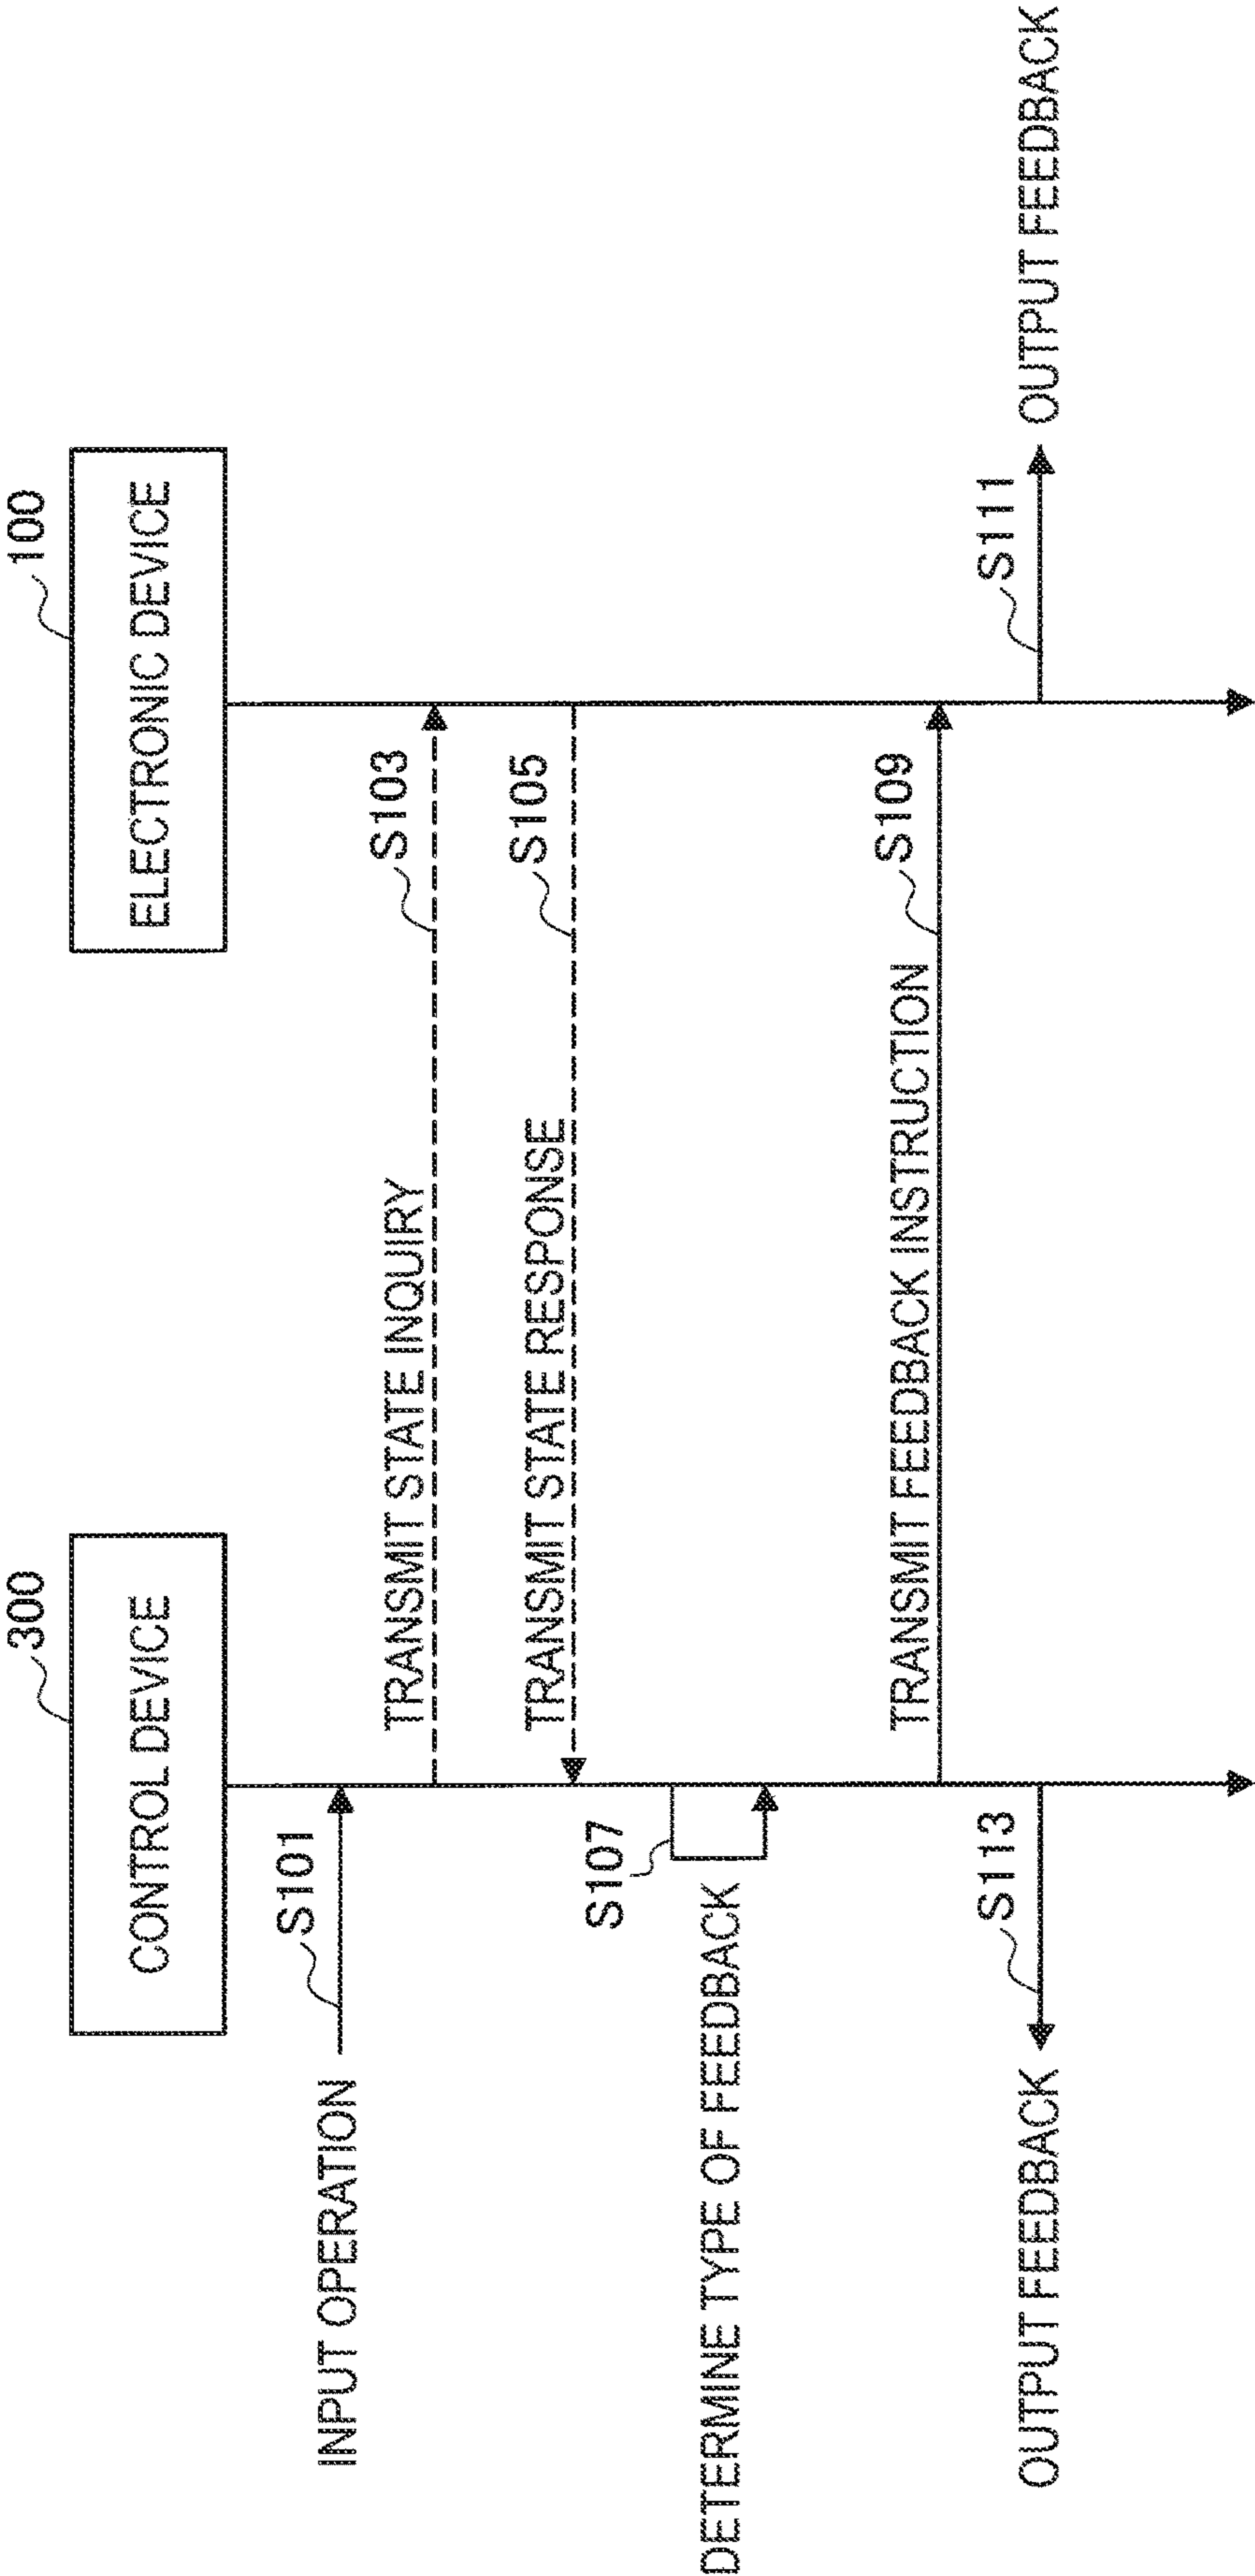 300
100
CONTROL DEVICE
ELECTRONIC DEVICE
S101
INPUT OPERATION
S103
TRANSMIT STATE INQUIRY
S105
TRANSMIT STATE RESPONSE
S107
DETERMINE TYPE OF FEEDBACK
S109
TRANSMIT FEEDBACK INSTRUCTION
S113
S111
OUTPUT FEEDBACK
OUTPUT FEEDBACK